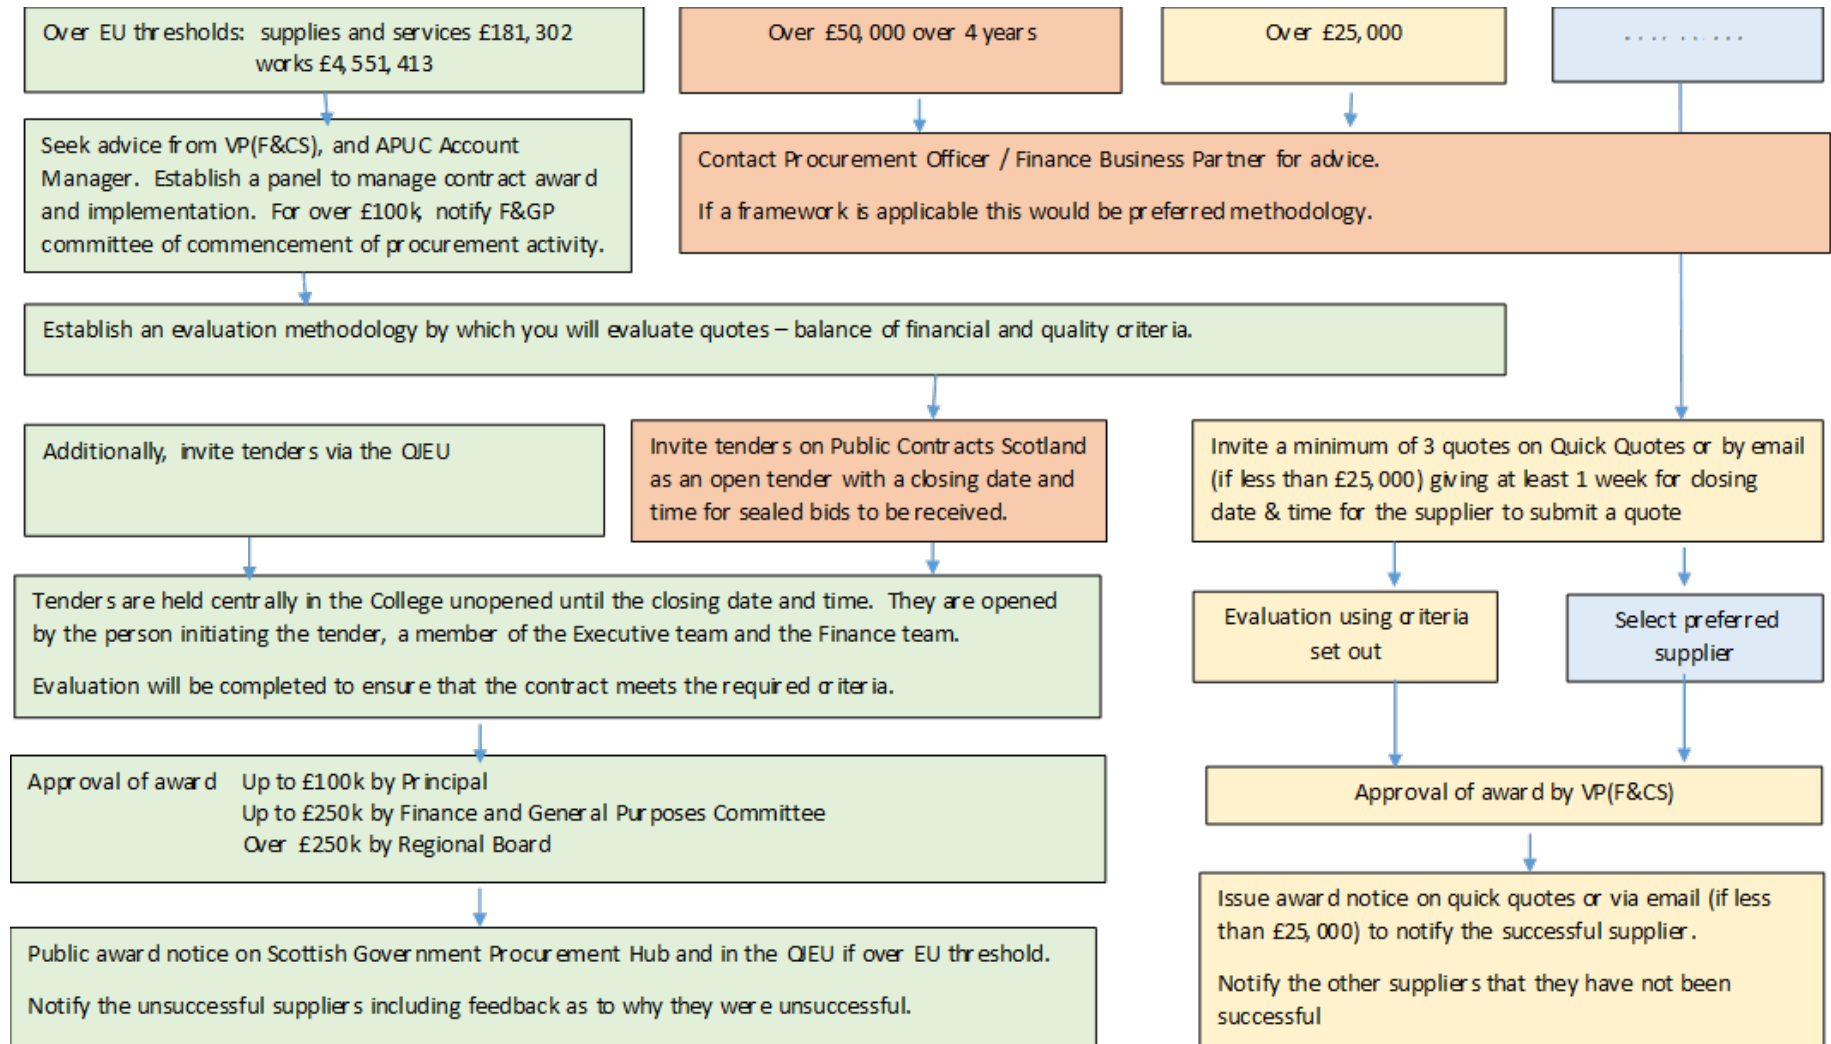 Over EU thresholds: supplies and services £181,302
works £4,551,413
Over £50,000 over 4 years
Over £25,000
Seek advice from VP(F&CS), and APUC Account
Manager. Establish a panel to manage contract award
and implementation. For over £100k, notify F&GP
committee of commencement of procurement activity.
Contact Procurement Officer / Finance Business Partner for advice.
If a framework is applicable this would be preferred methodology.
Establish an evaluation methodology by which you will evaluate quotes – balance of financial and quality criteria.
Additionally, invite tenders via the OJEU
Invite tenders on Public Contracts Scotland
as an open tender with a closing date and
time for sealed bids to be received.
Invite a minimum of 3 quotes on Quick Quotes or by email
(if less than £25,000) giving at least 1 week for closing
date & time for the supplier to submit a quote
Tenders are held centrally in the College unopened until the closing date and time. They are opened
by the person initiating the tender, a member of the Executive team and the Finance team.
Evaluation will be completed to ensure that the contract meets the required criteria.
Evaluation using criteria
set out
Select preferred
supplier
Approval of award Up to £100k by Principal
Up to £250k by Finance and General Purposes Committee
Over £250k by Regional Board
Approval of award by VP(F&CS)
Public award notice on Scottish Government Procurement Hub and in the OJEU if over EU threshold.
Notify the unsuccessful suppliers including feedback as to why they were unsuccessful.
Issue award notice on quick quotes or via email (if less
than £25,000) to notify the successful supplier.
Notify the other suppliers that they have not been
successful